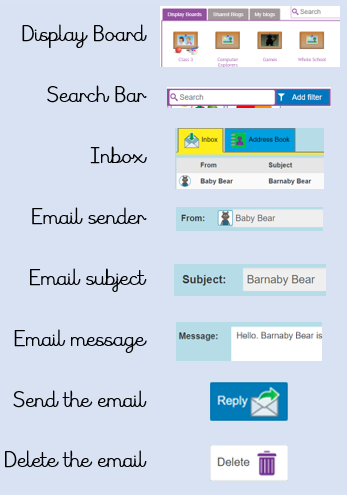 Display Board
Display Boards Shared Blogs My blogs Search
Class 3 Computer Explorers Games Whole School
Search Bar
Search Add filter
Inbox
Inbox Address Book
From Subject
Baby Bear Barnaby Bear
Email sender
From: Baby Bear
Email subject
Subject: Barnaby Bear
Email message
Message: Hello. Barnaby Bear is
Send the email
Reply
Delete the email
Delete